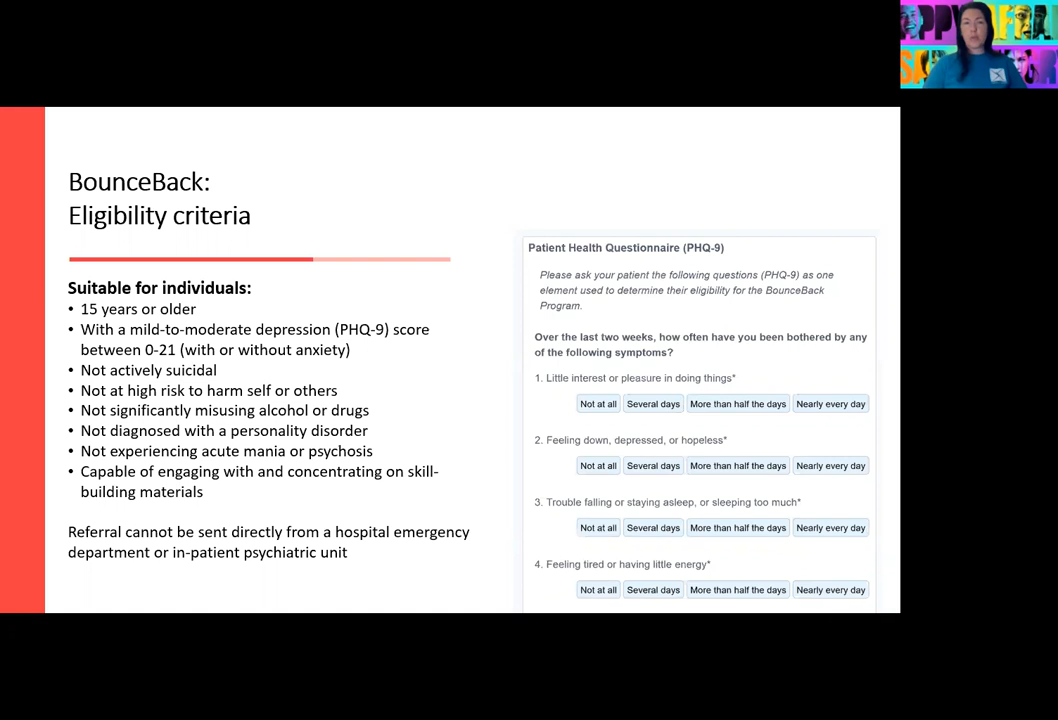 BounceBack:
Eligibility criteria
Suitable for individuals:
• 15 years or older
• With a mild-to-moderate depression (PHQ-9) score
between 0-21 (with or without anxiety)
• Not actively suicidal
• Not at high risk to harm self or others
• Not significantly misusing alcohol or drugs
• Not diagnosed with a personality disorder
• Not experiencing acute mania or psychosis
• Capable of engaging with and concentrating on skill-
building materials
Referral cannot be sent directly from a hospital emergency
department or in-patient psychiatric unit
Patient Health Questionnaire (PHQ-9)
Please ask your patient the following questions (PHQ-9) as one
element used to determine their eligibility for the BounceBack
Program.
Over the last two weeks, how often have you been bothered by any
of the following symptoms?
1. Little interest or pleasure in doing things*
Not at all Several days More than half the days Nearly every day
2. Feeling down, depressed, or hopeless*
Not at all Several days More than half the days Nearly every day
3. Trouble falling or staying asleep, or sleeping too much*
Not at all Several days More than half the days Nearly every day
4. Feeling tired or having little energy*
Not at all Several days More than half the days Nearly every day